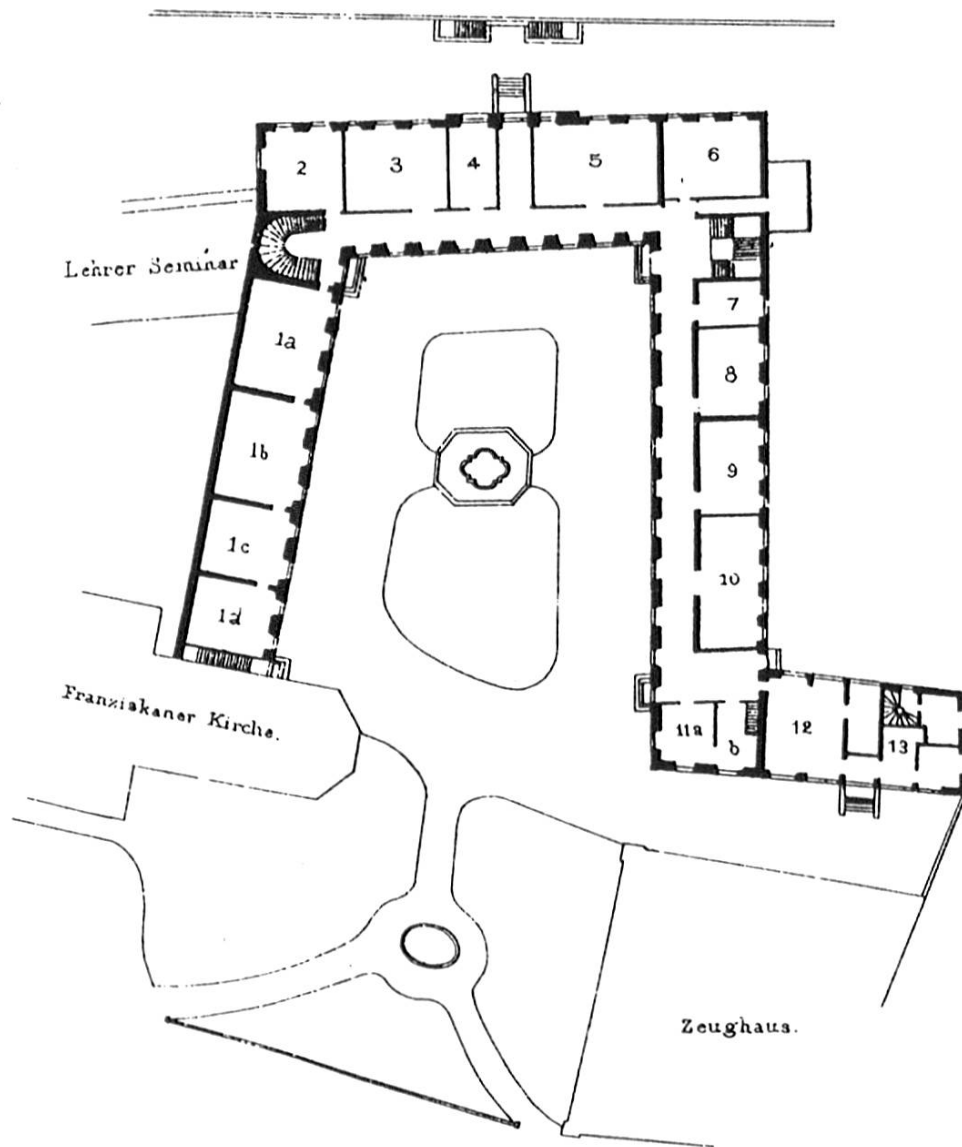 2
3
4
5
6
Lehrer Seminar
7
1a
8
1b
9
1c
10
1d
Franziskaner Kirche.
11a
b
12
13
Zeughaus.